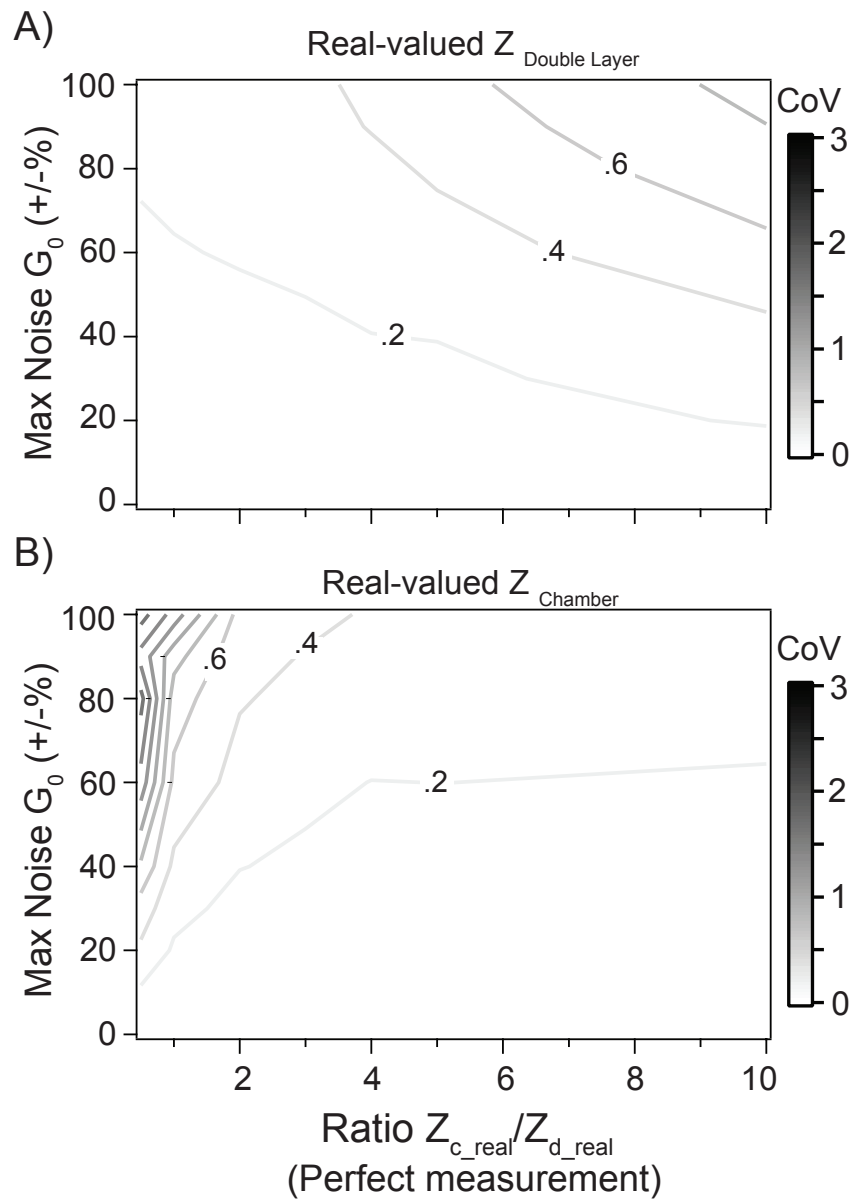 A)
Real-valued Z Double Layer
Max Noise G0 (+/-%)
100
80
60
40
20
0
.2
.4
.6
CoV
3
2
1
0
B)
Real-valued Z Chamber
Max Noise G0 (+/-%)
100
80
60
40
20
0
.6
.4
.2
CoV
3
2
1
0
2 4 6 8 10
Ratio Zc_real/Zd_real
(Perfect measurement)